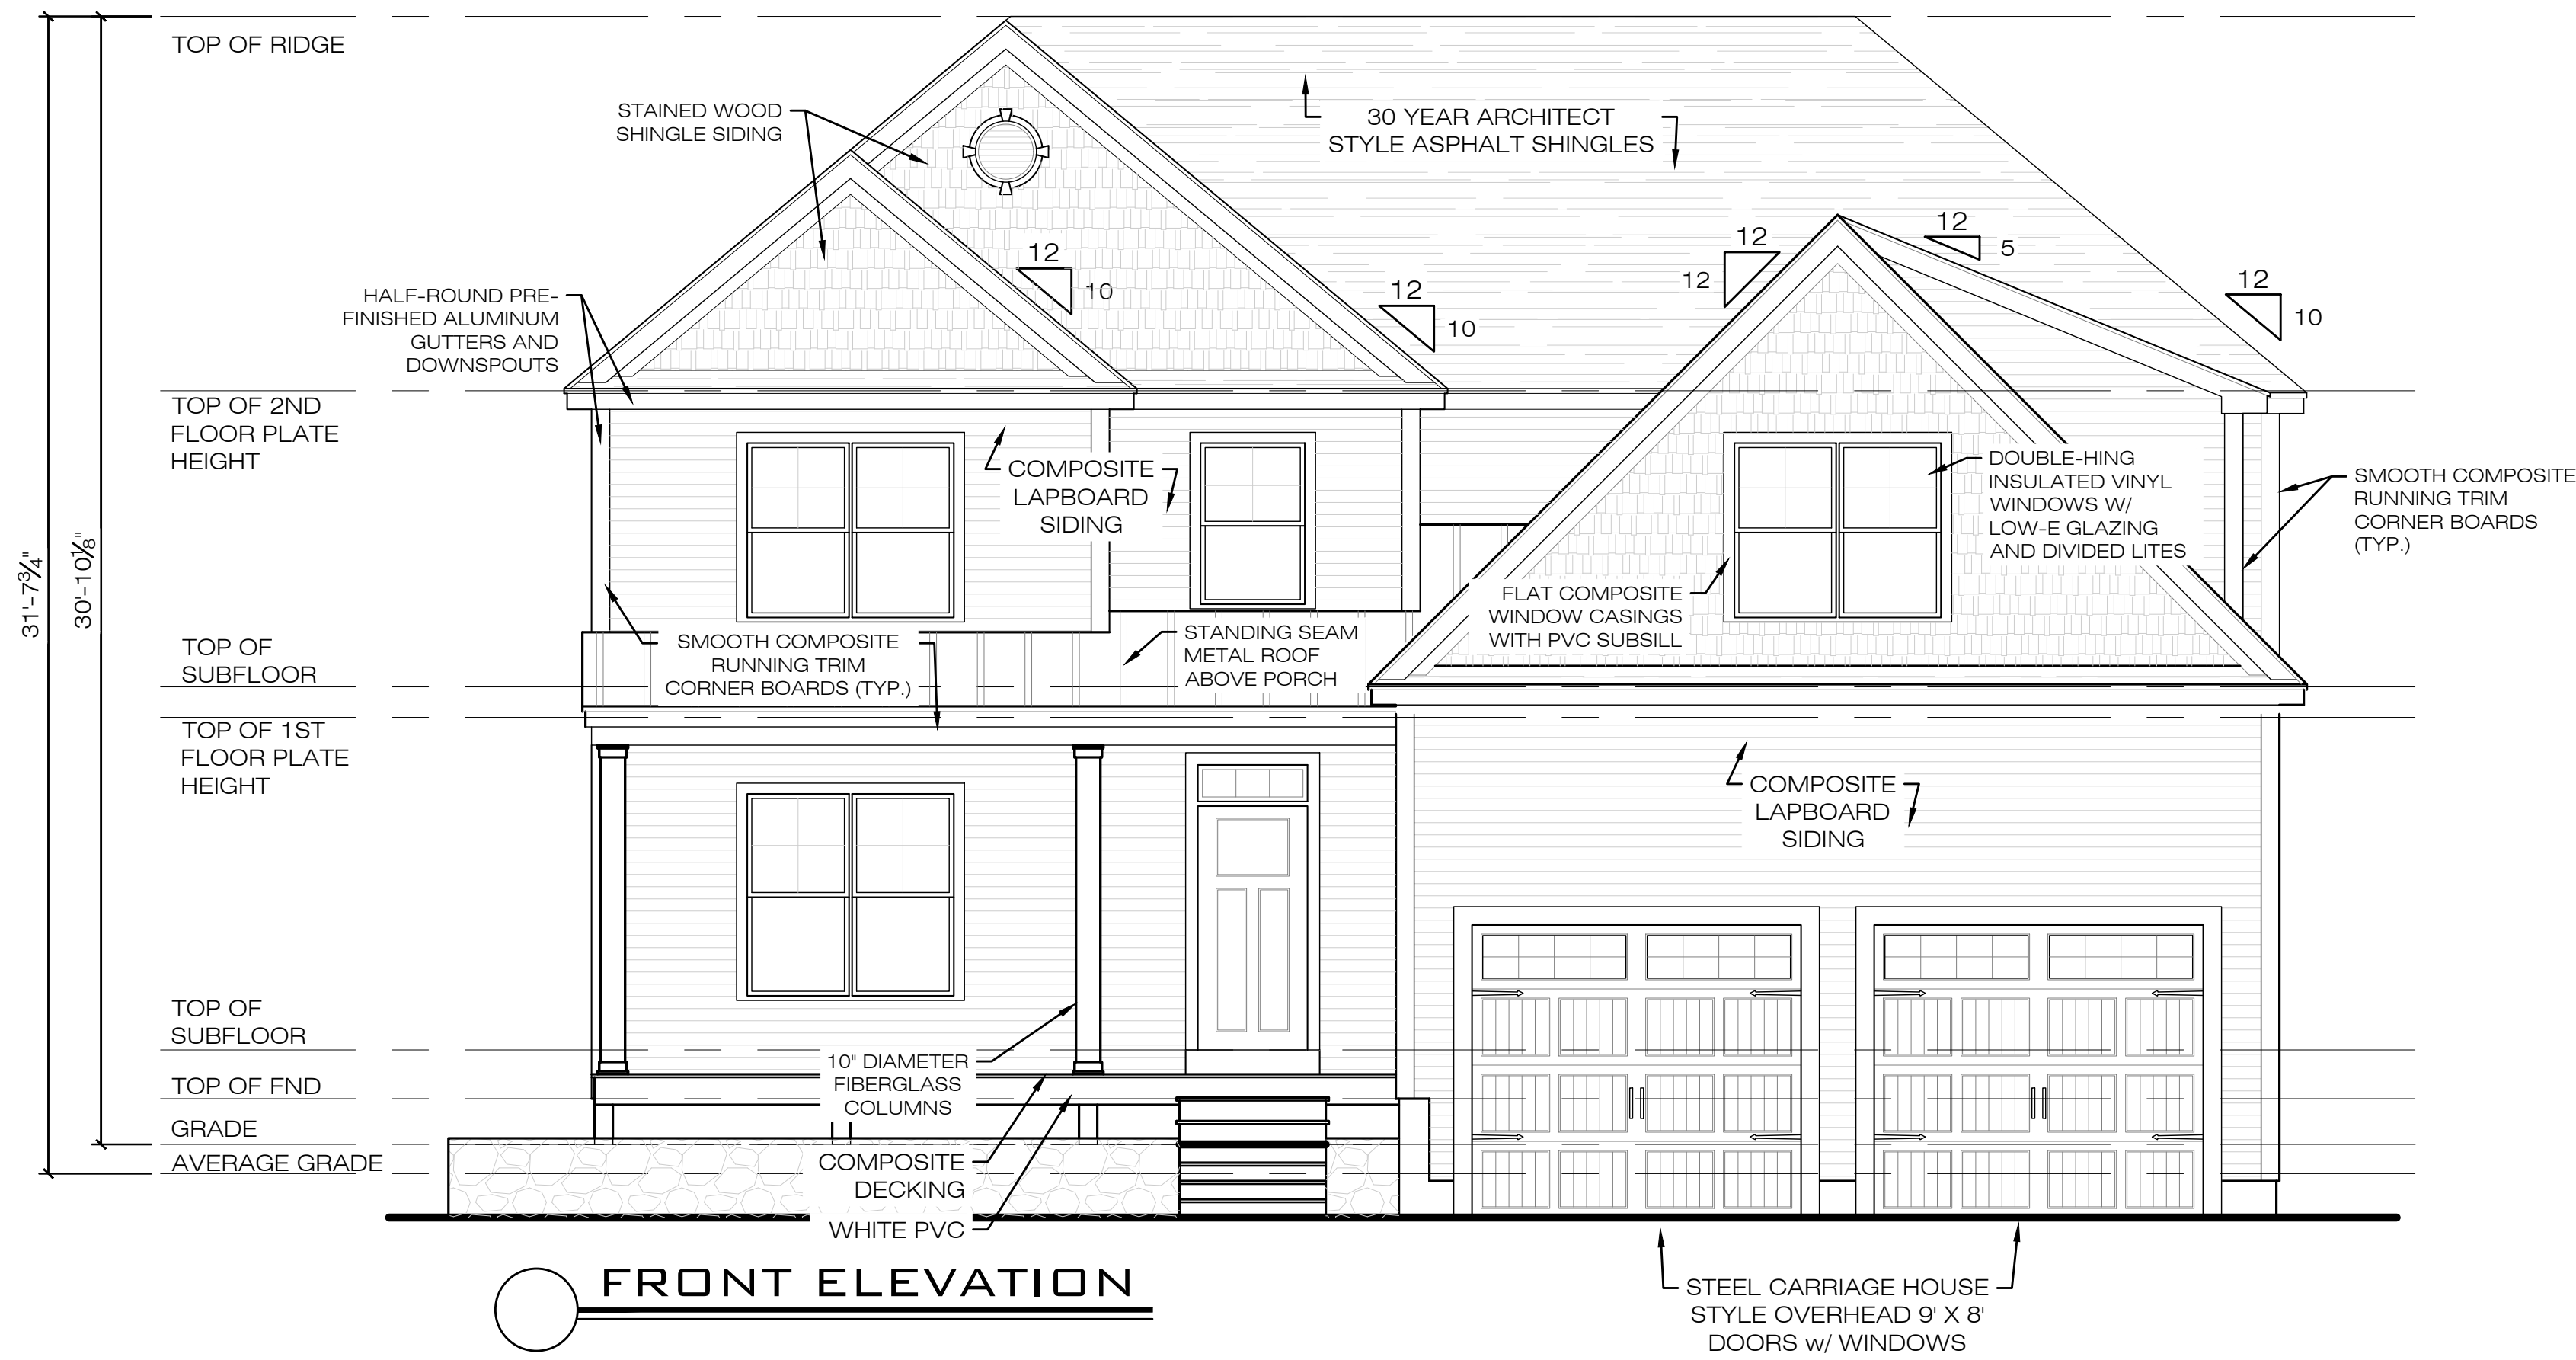 TOP OF RIDGE
STAINED WOOD
SHINGLE SIDING
30 YEAR ARCHITECT
STYLE ASPHALT SHINGLES
12
10
12
10
12
12
12
5
12
10
HALF-ROUND PRE-
FINISHED ALUMINUM
GUTTERS AND
DOWNSPOUTS
TOP OF 2ND
FLOOR PLATE
HEIGHT
COMPOSITE
LAPBOARD
SIDING
DOUBLE-HING
INSULATED VINYL
WINDOWS W/
LOW-E GLAZING
AND DIVIDED LITES
SMOOTH COMPOSITE
RUNNING TRIM
CORNER BOARDS
(TYP.)
31'-7¾"
30'-10⅛"
FLAT COMPOSITE
WINDOW CASINGS
WITH PVC SUBSILL
TOP OF
SUBFLOOR
SMOOTH COMPOSITE
RUNNING TRIM
CORNER BOARDS (TYP.)
STANDING SEAM
METAL ROOF
ABOVE PORCH
TOP OF 1ST
FLOOR PLATE
HEIGHT
COMPOSITE
LAPBOARD
SIDING
TOP OF
SUBFLOOR
10" DIAMETER
FIBERGLASS
COLUMNS
TOP OF FND
GRADE
AVERAGE GRADE
COMPOSITE
DECKING
WHITE PVC
FRONT ELEVATION
STEEL CARRIAGE HOUSE
STYLE OVERHEAD 9' X 8'
DOORS w/ WINDOWS